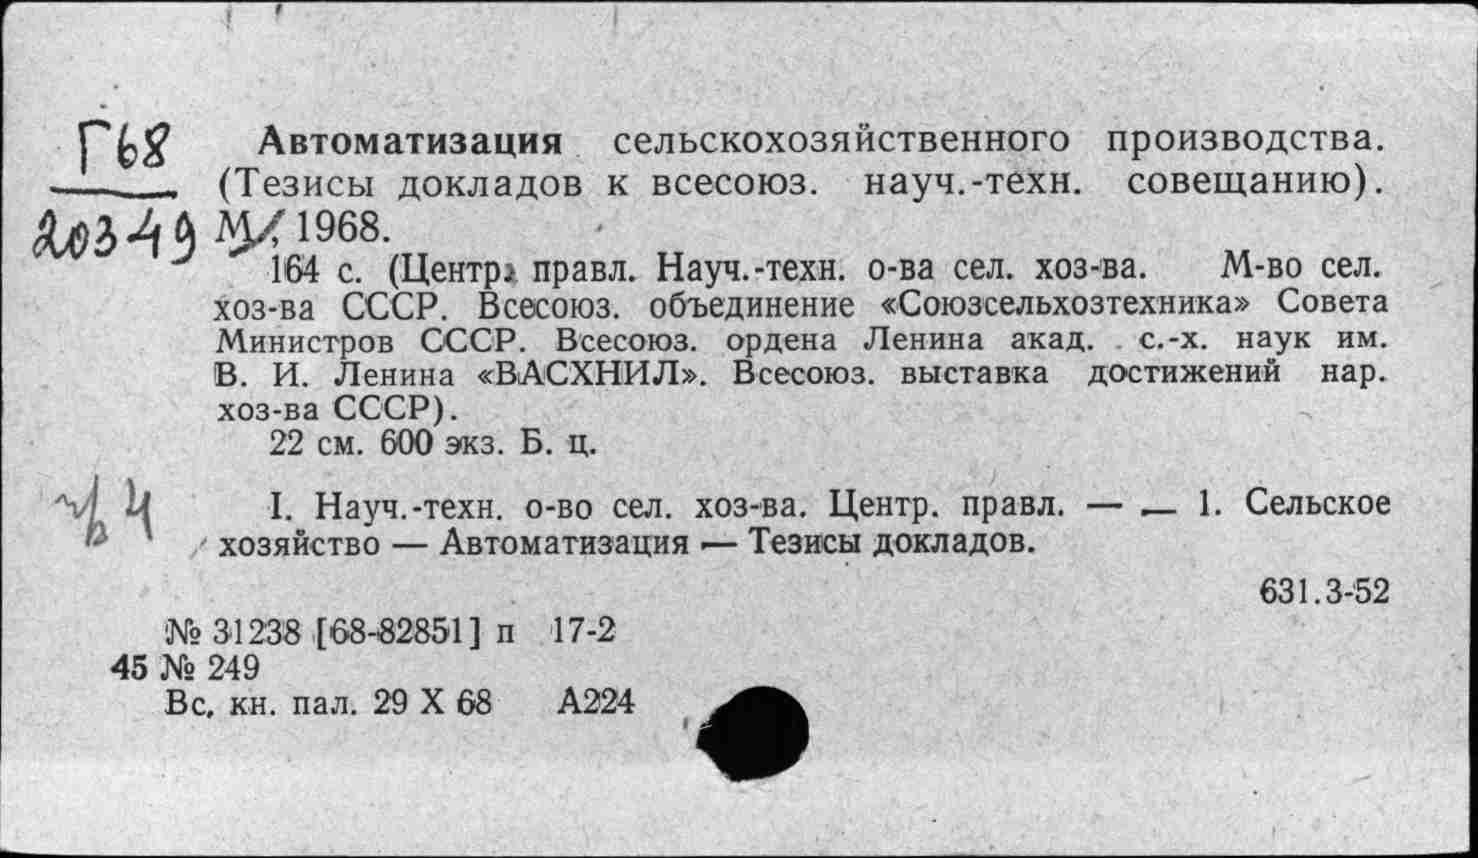 Г68
20349
Автоматизация сельскохозяйственного производства.
(Тезисы докладов к всесоюз. науч.-техн. совещанию).
М., 1968.
164 с. (Центр. правл. Науч.-техн. о-ва сел. хоз-ва. М-во сел.
хоз-ва СССР. Всесоюз. объединение «Союзсельхозтехника» Совета
Министров СССР. Всесоюз. ордена Ленина акад. с.-х. наук им.
В. И. Ленина «ВАСХНИЛ». Всесоюз. выставка достижений нар.
хоз-ва СССР).
22 см. 600 экз. Б. ц.
I. Науч.-техн. о-во сел. хоз-ва. Центр. правл. — — 1. Сельское
хозяйство — Автоматизация — Тезисы докладов.
631.3-52
№ 31238 [68-82851] п 17-2
45 № 249
Вс. кн. пал. 29 X 68 А224